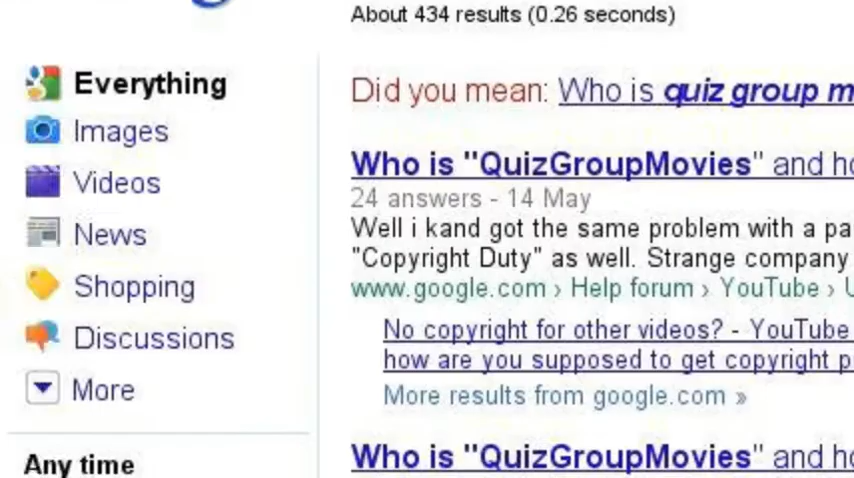 About 434 results (0.26 seconds)
Everything
Images
Videos
News
Shopping
Discussions
More
Any time
Did you mean: Who is quiz group m
Who is "QuizGroupMovies" and ho
24 answers - 14 May
Well i kand got the same problem with a pa
"Copyright Duty" as well. Strange company
www.google.com › Help forum › YouTube › U
No copyright for other videos? - YouTube
how are you supposed to get copyright p
More results from google.com »
Who is "QuizGroupMovies" and ho